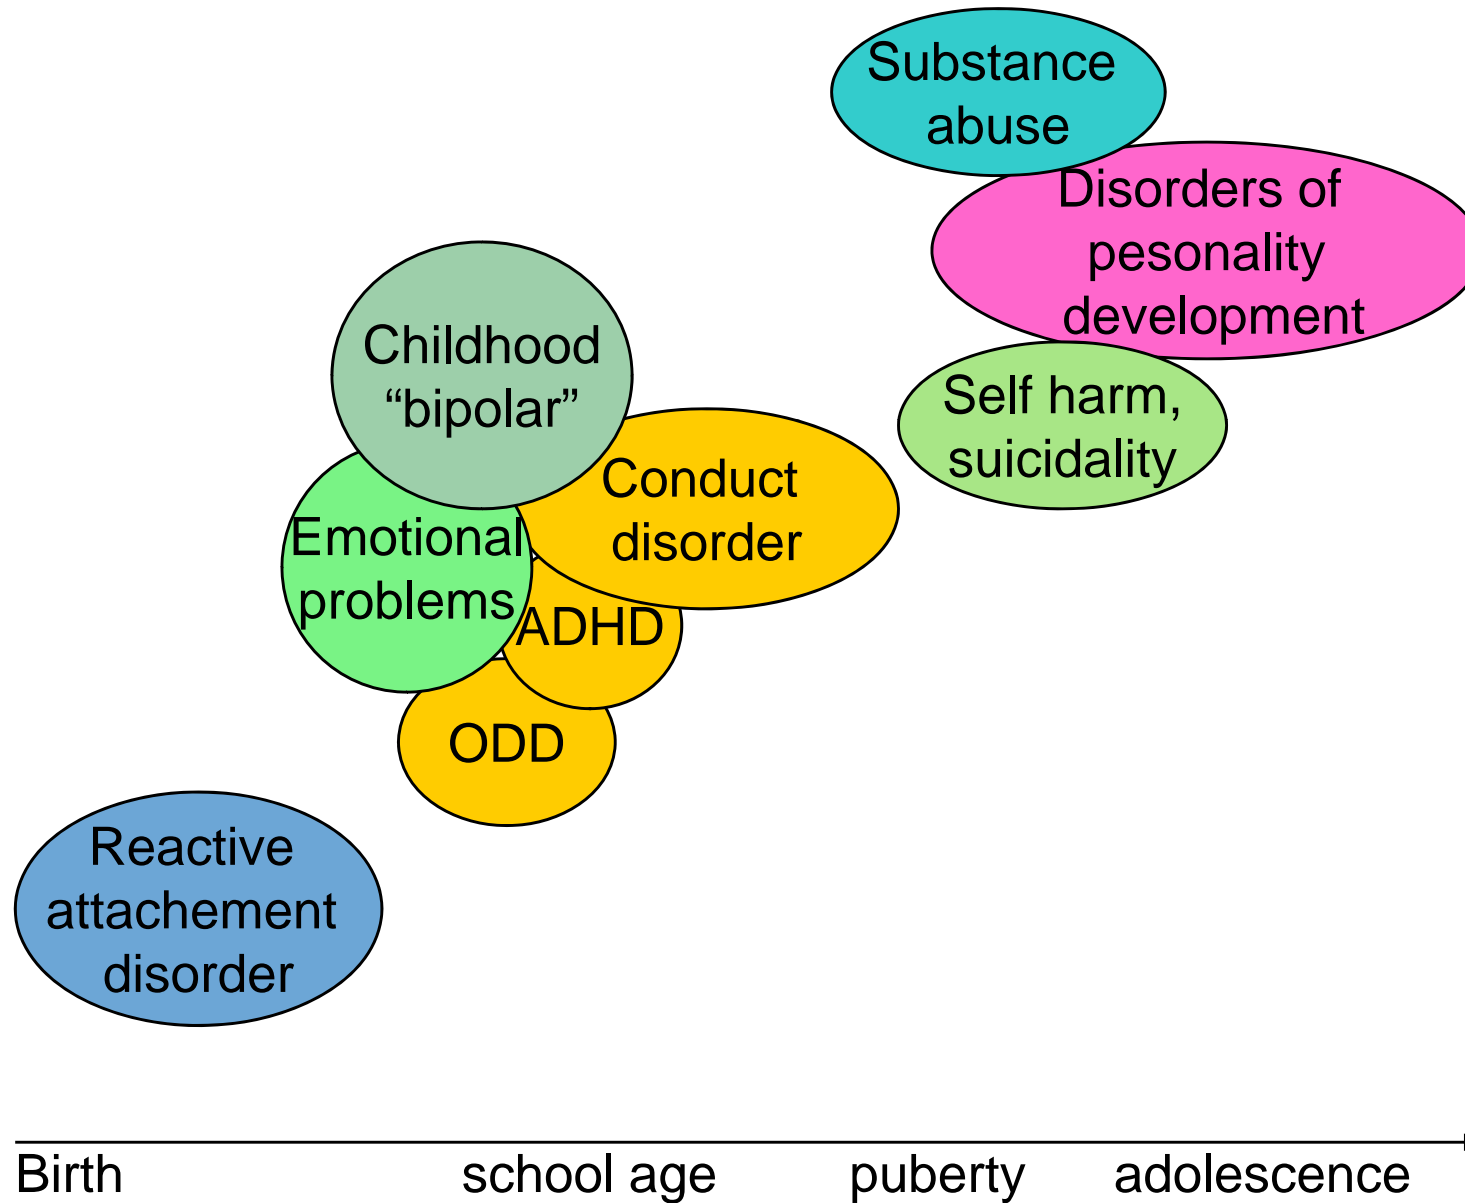 Substance
abuse
Disorders of
pesonality
development
Childhood
“bipolar”
Self harm,
suicidality
Conduct
disorder
Emotional
problems
ADHD
ODD
Reactive
attachement
disorder
Birth school age puberty adolescence